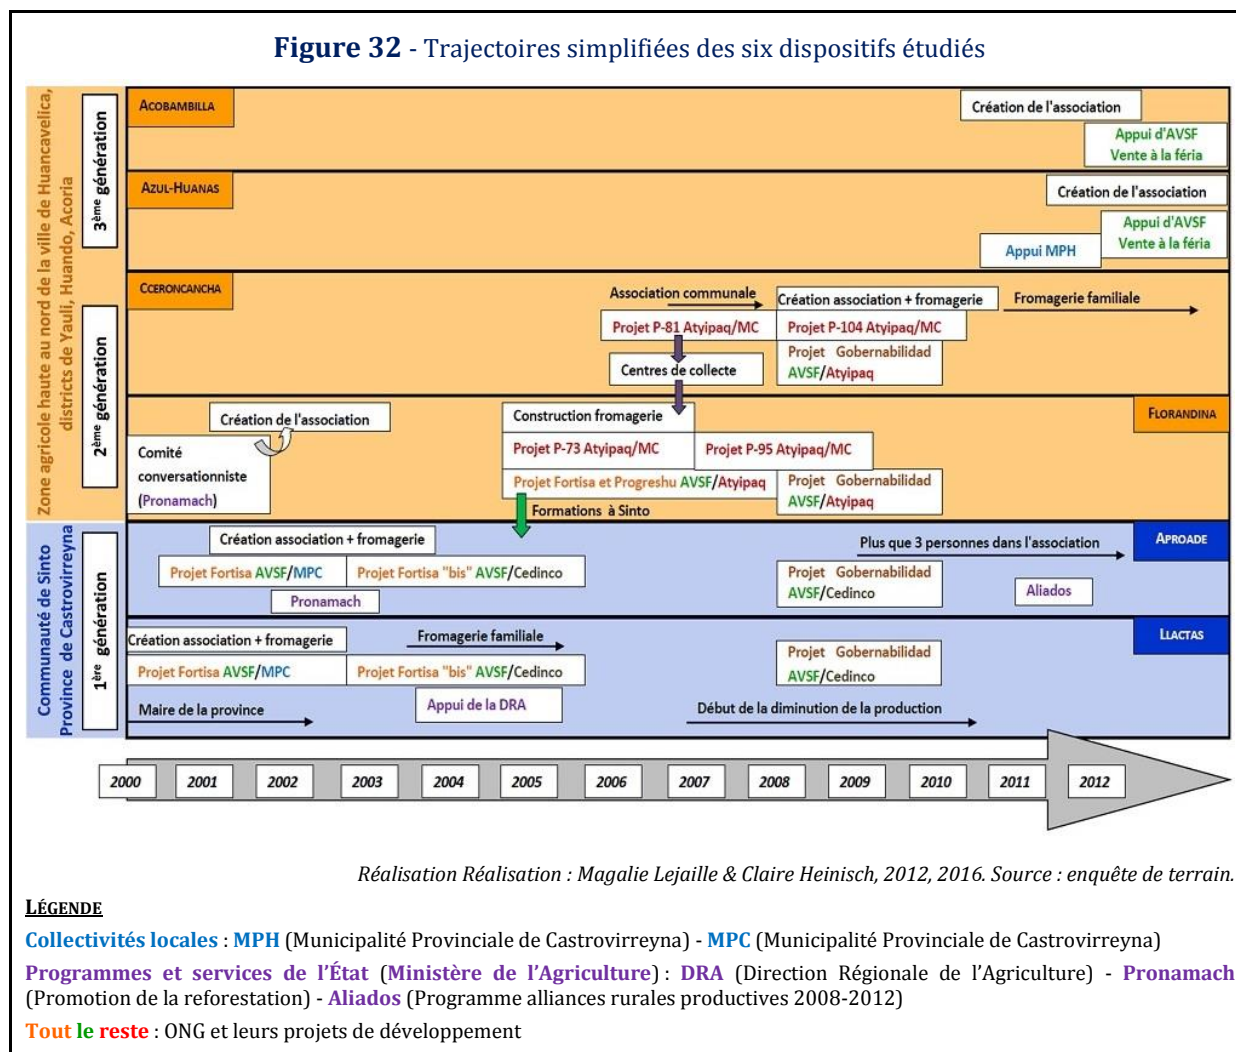 Figure 32 - Trajectoires simplifiées des six dispositifs étudiés
Zone agricole haute au nord de la ville de Huancavelica,
districts de Yauli, Huando, Acoria
3ème génération
ACOBAMBILLA
Création de l'association
Appui d'AVSF
Vente à la féria
AZUL-HUANAS
Création de l'association
Appui d'AVSF
Vente à la féria
Appui MPH
2ème génération
CCERONCANCHA
Association communale
Création association + fromagerie
Fromagerie familiale
Projet P-81 Atyipaq/MC
Projet P-104 Atyipaq/MC
Projet Gobernabilidad
AVSF/Atyipaq
Centres de collecte
FLORANDINA
Création de l'association
Construction fromagerie
Comité
conversationniste
(Pronamach)
Projet P-73 Atyipaq/MC
Projet P-95 Atyipaq/MC
Projet Fortisa et Progreshu AVSF/Atyipaq
Projet Gobernabilidad
AVSF/Atyipaq
Formations à Sinto
Communauté de Sinto
Province de Castrovirreyna
1ère génération
APROADE
Création association + fromagerie
Plus que 3 personnes dans l'association
Projet Fortisa AVSF/MPC
Projet Fortisa "bis" AVSF/Cedinco
Projet Gobernabilidad
AVSF/Cedinco
Pronamach
Aliados
LLACTAS
Création association + fromagerie
Fromagerie familiale
Projet Fortisa AVSF/MPC
Projet Fortisa "bis" AVSF/Cedinco
Projet Gobernabilidad
AVSF/Cedinco
Appui de la DRA
Maire de la province
Début de la diminution de la production
2000 2001 2002 2003 2004 2005 2006 2007 2008 2009 2010 2011 2012
Réalisation Réalisation : Magalie Lejaille & Claire Heinisch, 2012, 2016. Source : enquête de terrain.
LÉGENDE
Collectivités locales : MPH (Municipalité Provinciale de Castrovirreyna) - MPC (Municipalité Provinciale de Castrovirreyna)
Programmes et services de l'État (Ministère de l'Agriculture) : DRA (Direction Régionale de l'Agriculture) - Pronamach
(Promotion de la reforestation) - Aliados (Programme alliances rurales productives 2008-2012)
Tout le reste : ONG et leurs projets de développement